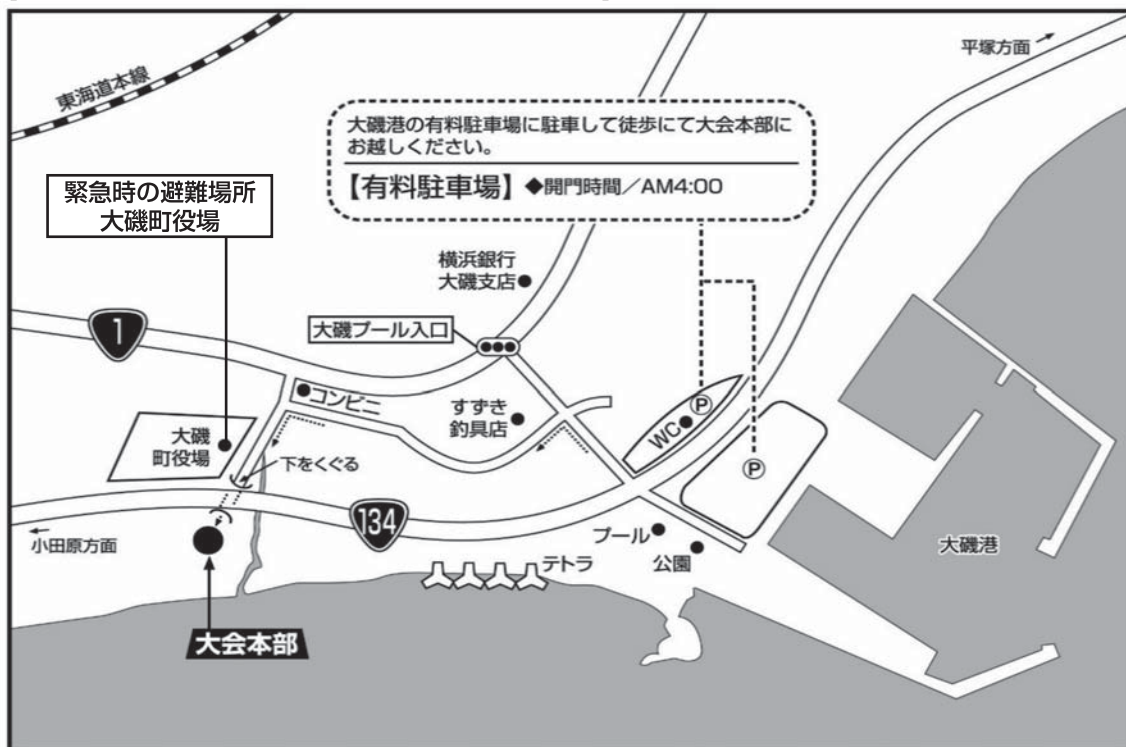 東海道本線
平塚方面
大磯港の有料駐車場に駐車して徒歩にて大会本部に
お越しください。
【有料駐車場】◆開門時間／AM4:00
緊急時の避難場所
大磯町役場
横浜銀行
大磯支店
1
大磯プール入口
コンビニ
すずき
釣具店
P
WC
P
大磯
町役場
下をくぐる
134
小田原方面
プール
公園
テトラ
大磯港
大会本部